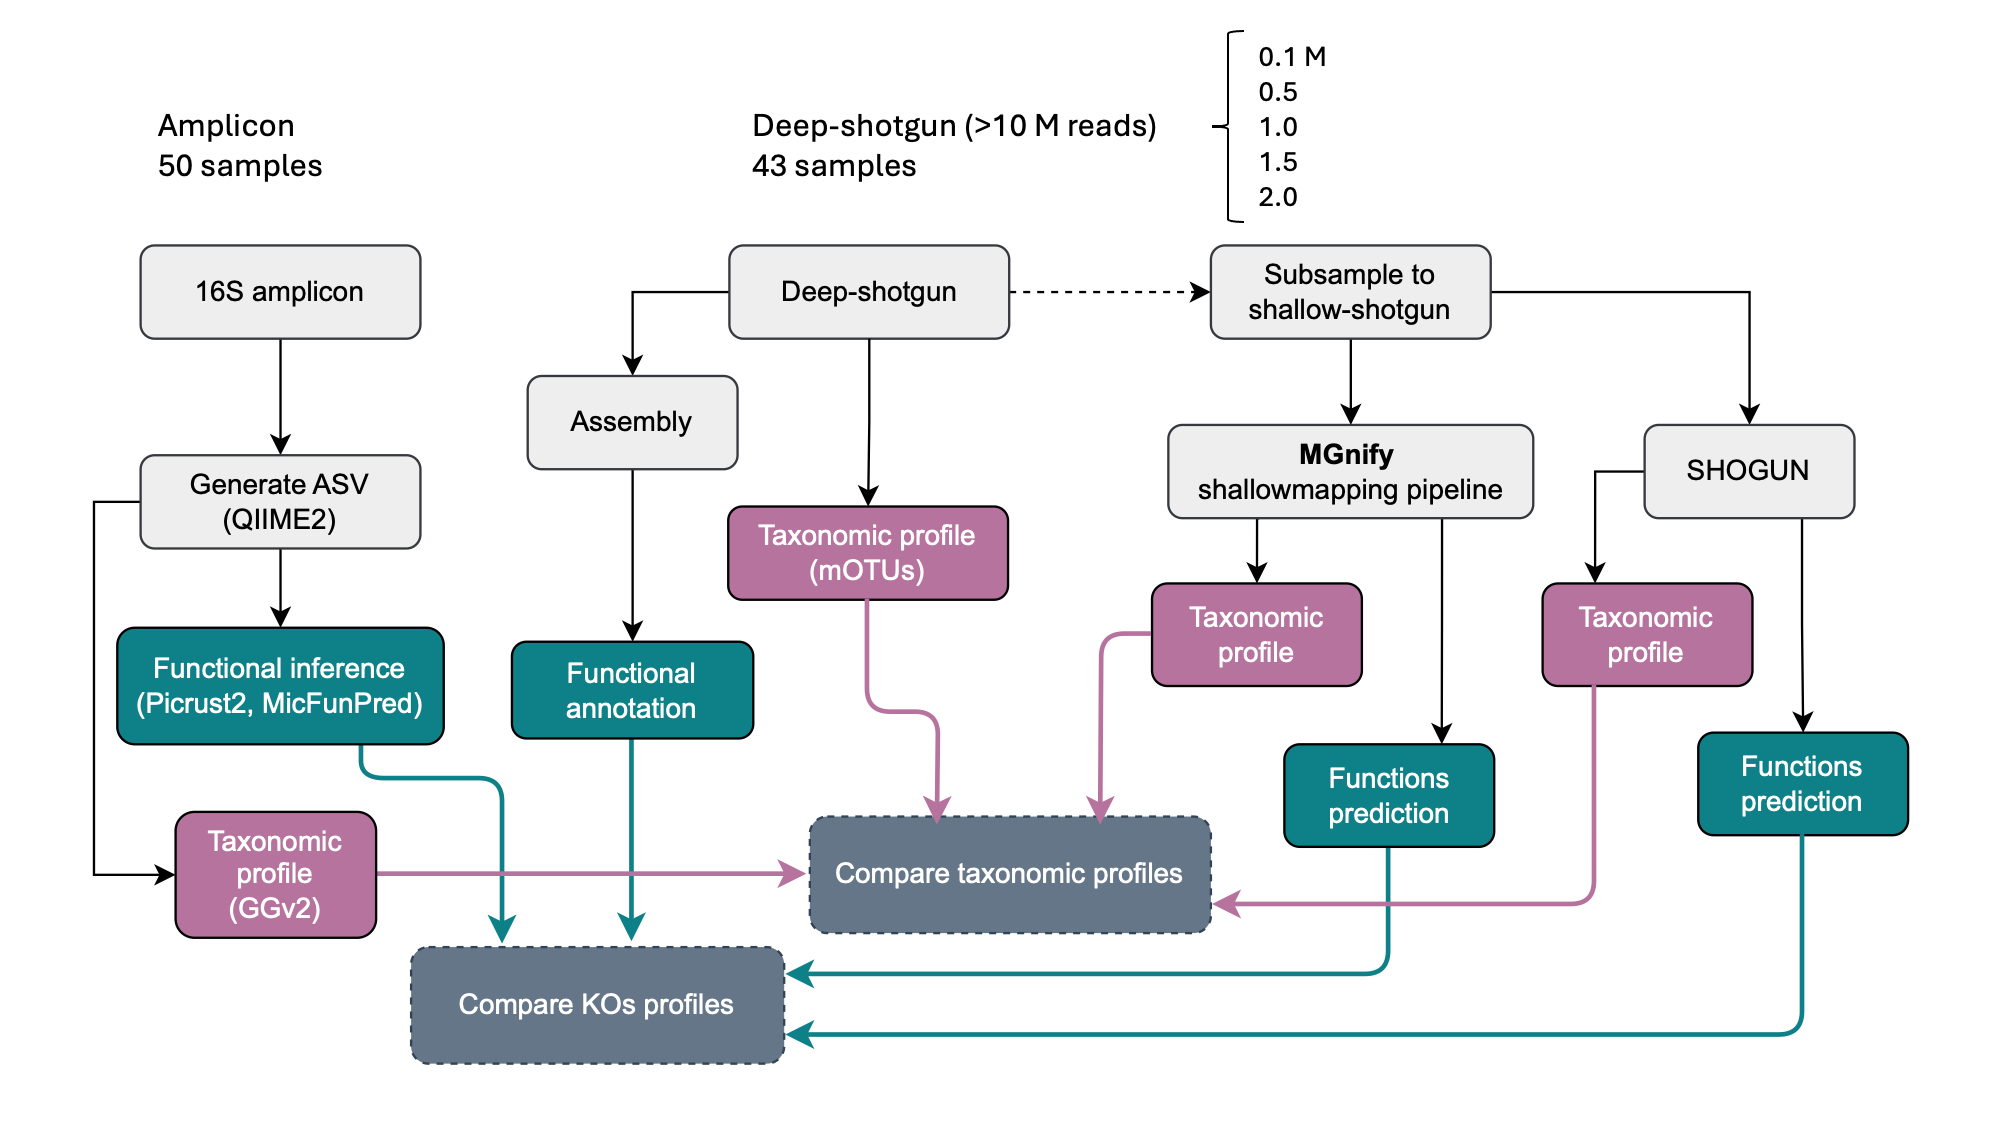 Amplicon
50 samples
Deep-shotgun (>10 M reads)
43 samples
0.1 M
0.5
1.0
1.5
2.0
16S amplicon
Deep-shotgun
Subsample to
shallow-shotgun
Assembly
Generate ASV
(QIIME2)
Taxonomic profile
(mOTUs)
MGnify
shallowmapping pipeline
SHOGUN
Functional inference
(Picrust2, MicFunPred)
Functional
annotation
Taxonomic
profile
Taxonomic
profile
Functions
prediction
Functions
prediction
Taxonomic
profile
(GGv2)
Compare taxonomic profiles
Compare KOs profiles